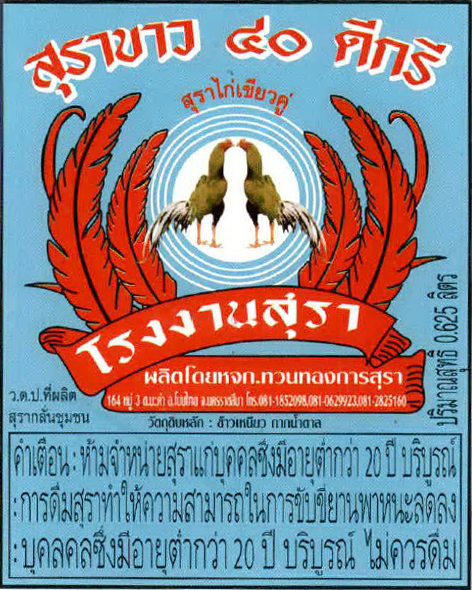 สุราขาว ๔๐ ดีกรี
สุราไก่เขียวคู่
โรงงานสุรา
ผลิตโดยหจก.ทวนทองการสุรา
164 หมู่ 3 ต.มะค่า อ.โนนไทย จ.นครราชสีมา โทร.081-1852098,081-0629923,081-2825160
วัตถุดิบหลัก : ข้าวเหนียว กากน้ำตาล
ว.ด.ป.ที่ผลิต
สุรากลั่นชุมชน
ปริมาณสุทธิ 0.625 ลิตร
คำเตือน : ห้ามจำหน่ายสุราแก่บุคคลซึ่งมีอายุต่ำกว่า 20 ปี บริบูรณ์
: การดื่มสุราทำให้ความสามารถในการขับขี่ยานพาหนะลดลง
: บุคลคลซึ่งมีอายุต่ำกว่า 20 ปี บริบูรณ์ ไม่ควรดื่ม